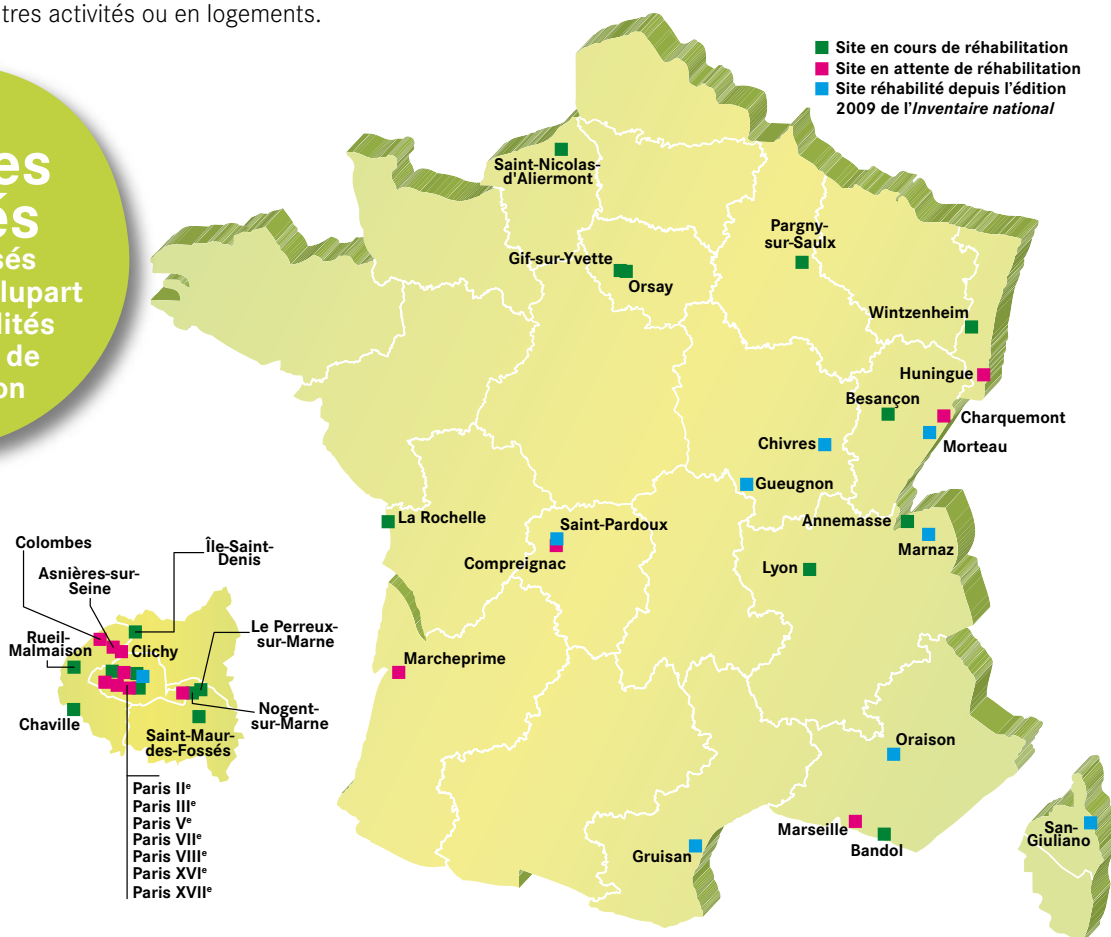 tres activités ou en logements.
Site en cours de réhabilitation
Site en attente de réhabilitation
Site réhabilité depuis l'édition
2009 de l'Inventaire national
es
és
sés
lupart
lités
de
on
Saint-Nicolas-
d'Aliermont
Pargny-
sur-Saulx
Gif-sur-Yvette
Orsay
Wintzenheim
Huningue
Besançon
Charquemont
Morteau
Chivres
Gueugnon
La Rochelle
Saint-Pardoux
Compreignac
Annemasse
Marnaz
Lyon
Marcheprime
Oraison
Marseille
Bandol
Gruisan
San-
Giuliano
Colombes
Asnières-sur-
Seine
Île-Saint-
Denis
Rueil-
Malmaison
Clichy
Le Perreux-
sur-Marne
Chaville
Nogent-
sur-Marne
Saint-Maur-
des-Fossés
Paris IIe
Paris IIIe
Paris Ve
Paris VIIe
Paris VIIIe
Paris XVIe
Paris XVIIe